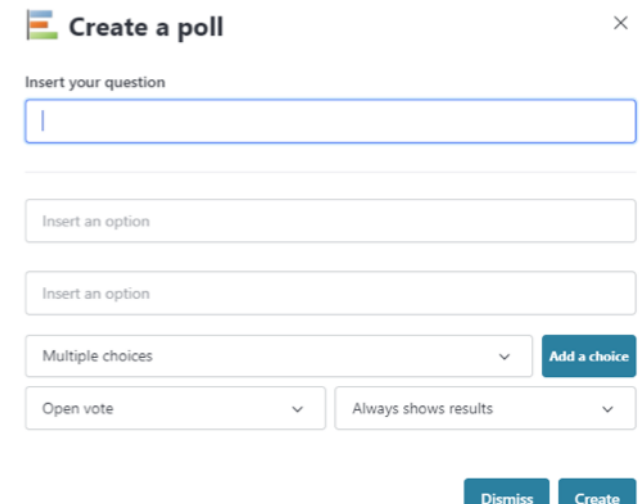 Create a poll
Insert your question
Insert an option
Insert an option
Multiple choices Add a choice
Open vote Always shows results
Dismiss Create